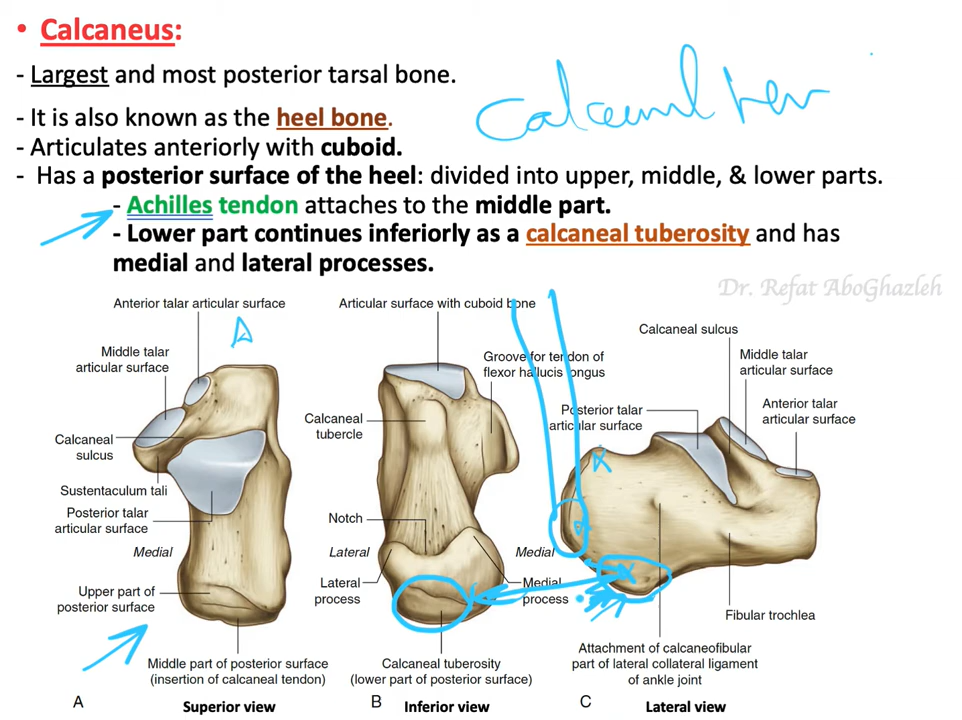 • Calcaneus:
- Largest and most posterior tarsal bone.
- It is also known as the heel bone.
- Articulates anteriorly with cuboid.
- Has a posterior surface of the heel: divided into upper, middle, & lower parts.
- Achilles tendon attaches to the middle part.
- Lower part continues inferiorly as a calcaneal tuberosity and has
medial and lateral processes.
Dr. Refat AboGhazleh
Anterior talar articular surface
Middle talar
articular surface
Calcaneal
sulcus
Sustentaculum tali
Posterior talar
articular surface
Medial
Upper part of
posterior surface
Middle part of posterior surface
(insertion of calcaneal tendon)
A
Superior view
Articular surface with cuboid bone
Groove for tendon of
flexor hallucis longus
Calcaneal
tubercle
Notch
Lateral
Medial
Lateral
process
Medial
process
Calcaneal tuberosity
(lower part of posterior surface)
B
Inferior view
Calcaneal sulcus
Middle talar
articular surface
Anterior talar
articular surface
Posterior talar
articular surface
Fibular trochlea
Attachment of calcaneofibular
part of lateral collateral ligament
of ankle joint
C
Lateral view